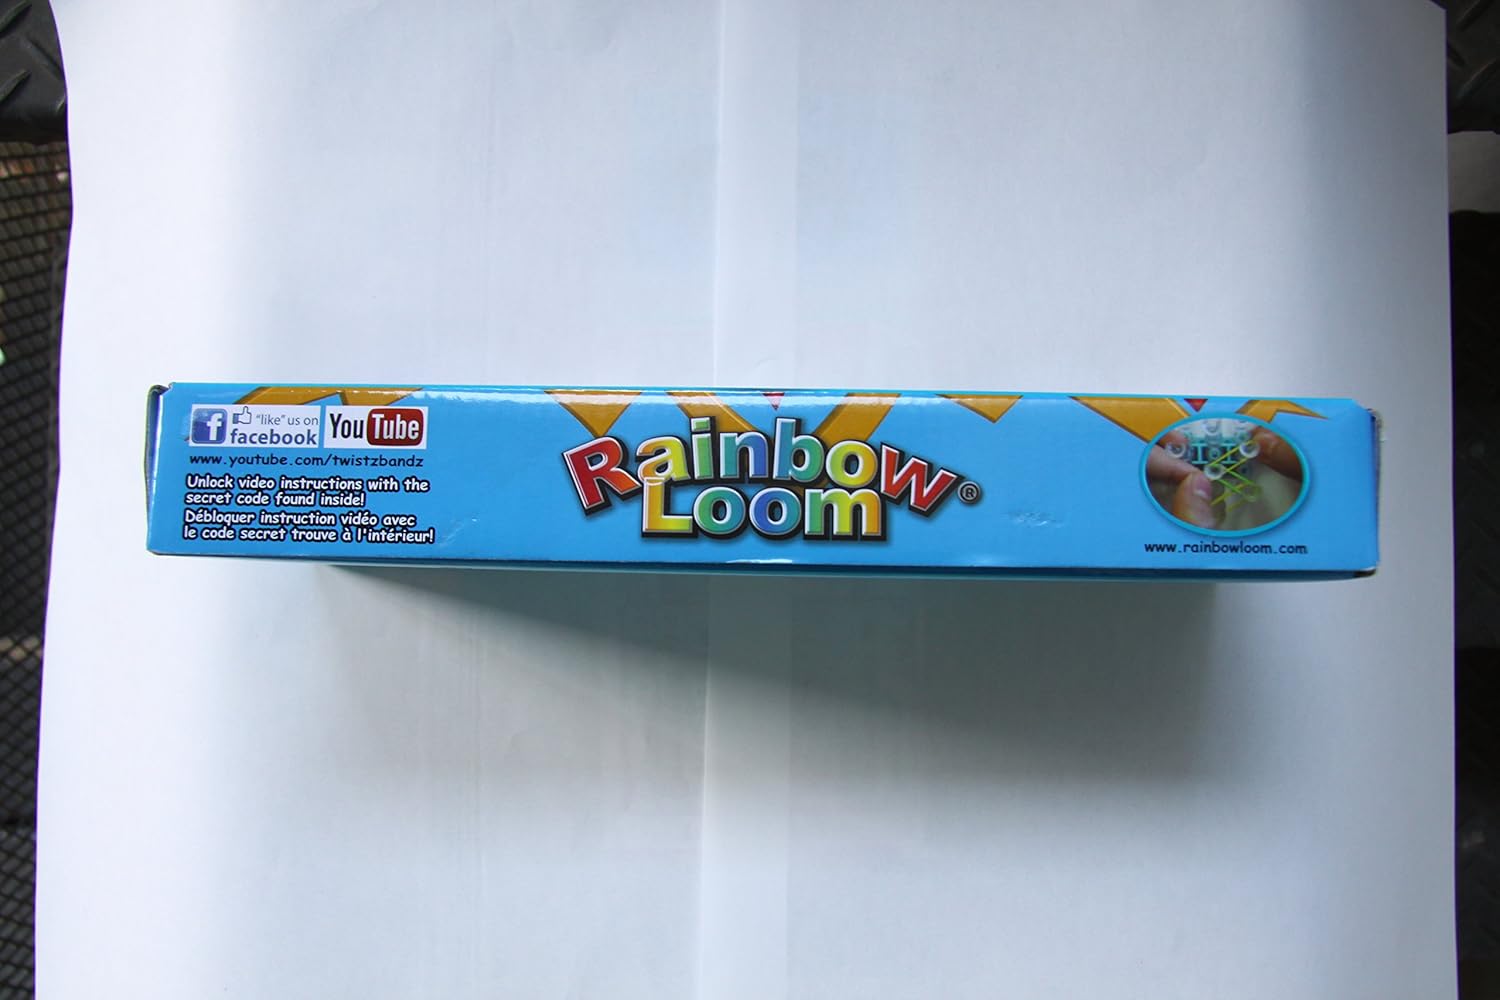 "like" us on
facebook
YouTube
www.youtube.com/twistzbandz
Unlock video instructions with the
secret code found inside!
Débloquer instruction vidéo avec
le code secret trouve à l'intérieur!
Rainbow
Loom®
www.rainbowloom.com